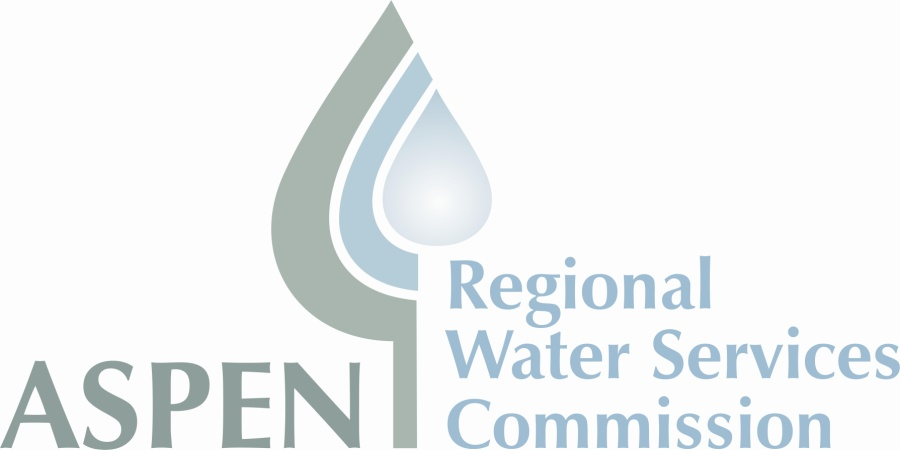 ASPEN
Regional
Water Services
Commission